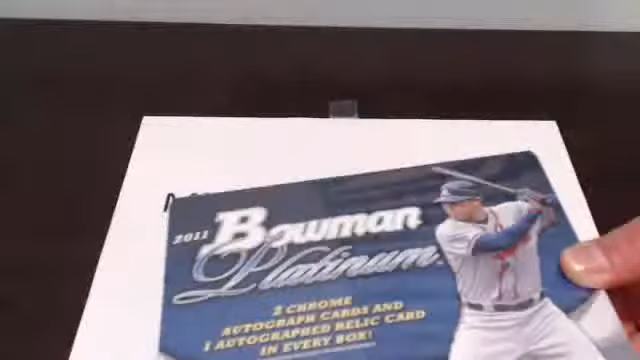 2011 Bowman
Platinum
2 CHROME
AUTOGRAPH CARDS AND
1 AUTOGRAPHED RELIC CARD
IN EVERY BOX!